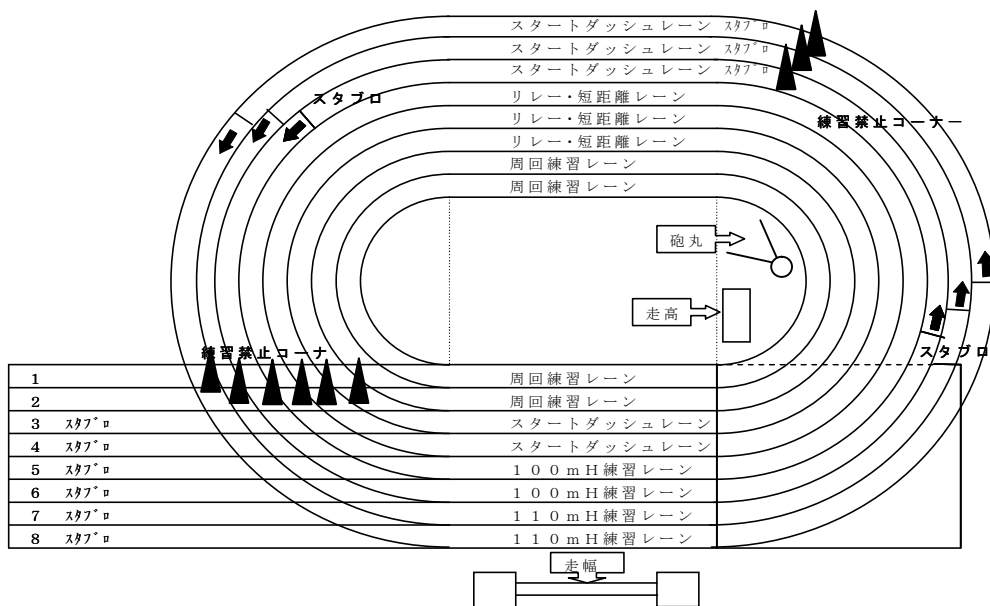 スタートダッシュレーン ｽﾀﾌﾞﾛ
スタートダッシュレーン ｽﾀﾌﾞﾛ
スタートダッシュレーン ｽﾀﾌﾞﾛ
スタブロ
リレー・短距離レーン
リレー・短距離レーン
練習禁止コーナー
リレー・短距離レーン
周回練習レーン
周回練習レーン
砲丸
走高
練習禁止コーナ
スタブロ
1 周回練習レーン
2 周回練習レーン
3 ｽﾀﾌﾞﾛ スタートダッシュレーン
4 ｽﾀﾌﾞﾛ スタートダッシュレーン
5 ｽﾀﾌﾞﾛ 100mH練習レーン
6 ｽﾀﾌﾞﾛ 100mH練習レーン
7 ｽﾀﾌﾞﾛ 110mH練習レーン
8 ｽﾀﾌﾞﾛ 110mH練習レーン
走幅